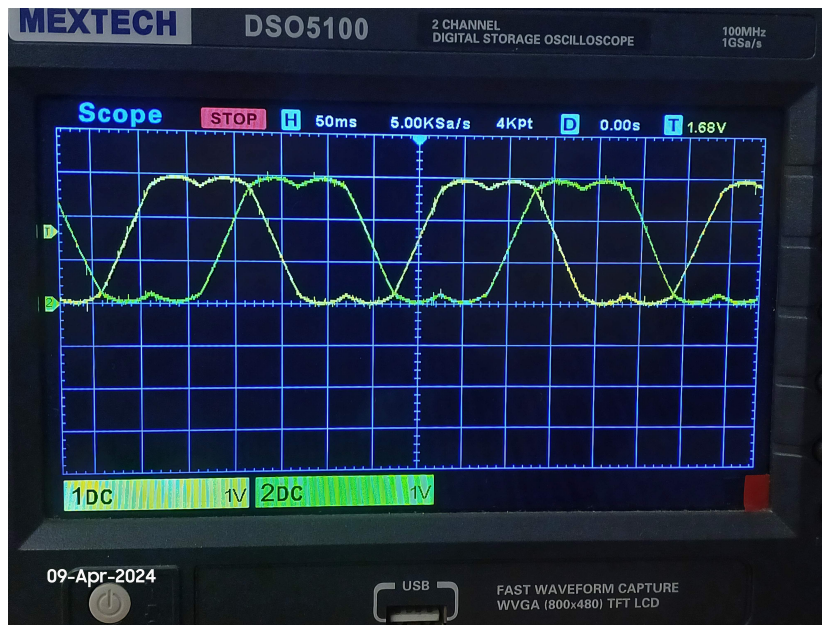 MEXTECH DSO5100
2 CHANNEL
DIGITAL STORAGE OSCILLOSCOPE
100MHz
1GSa/s
Scope STOP H 50ms 5.00KSa/s 4Kpt D 0.00s T 1.68V
T
2
1DC 1V 2DC 1V
09-Apr-2024
USB
FAST WAVEFORM CAPTURE
WVGA (800x480) TFT LCD